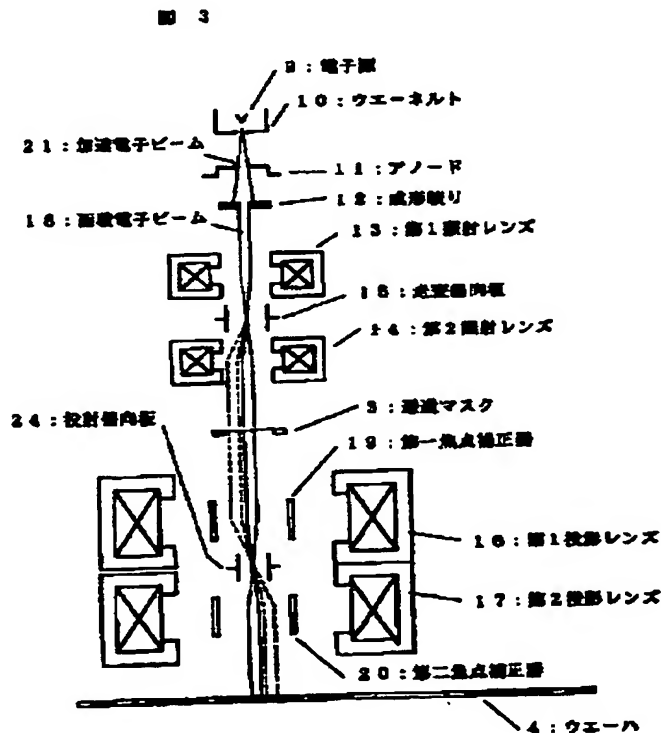 図 3
9：電子源
10：ウエーネルト
21：加速電子ビーム
11：アノード
12：成形絞り
18：面積電子ビーム
13：第1照射レンズ
15：走査偏向板
14：第2照射レンズ
3：透過マスク
24：投射偏向板
19：第一焦点補正器
16：第1投影レンズ
17：第2投影レンズ
20：第二焦点補正器
4：ウエーハ